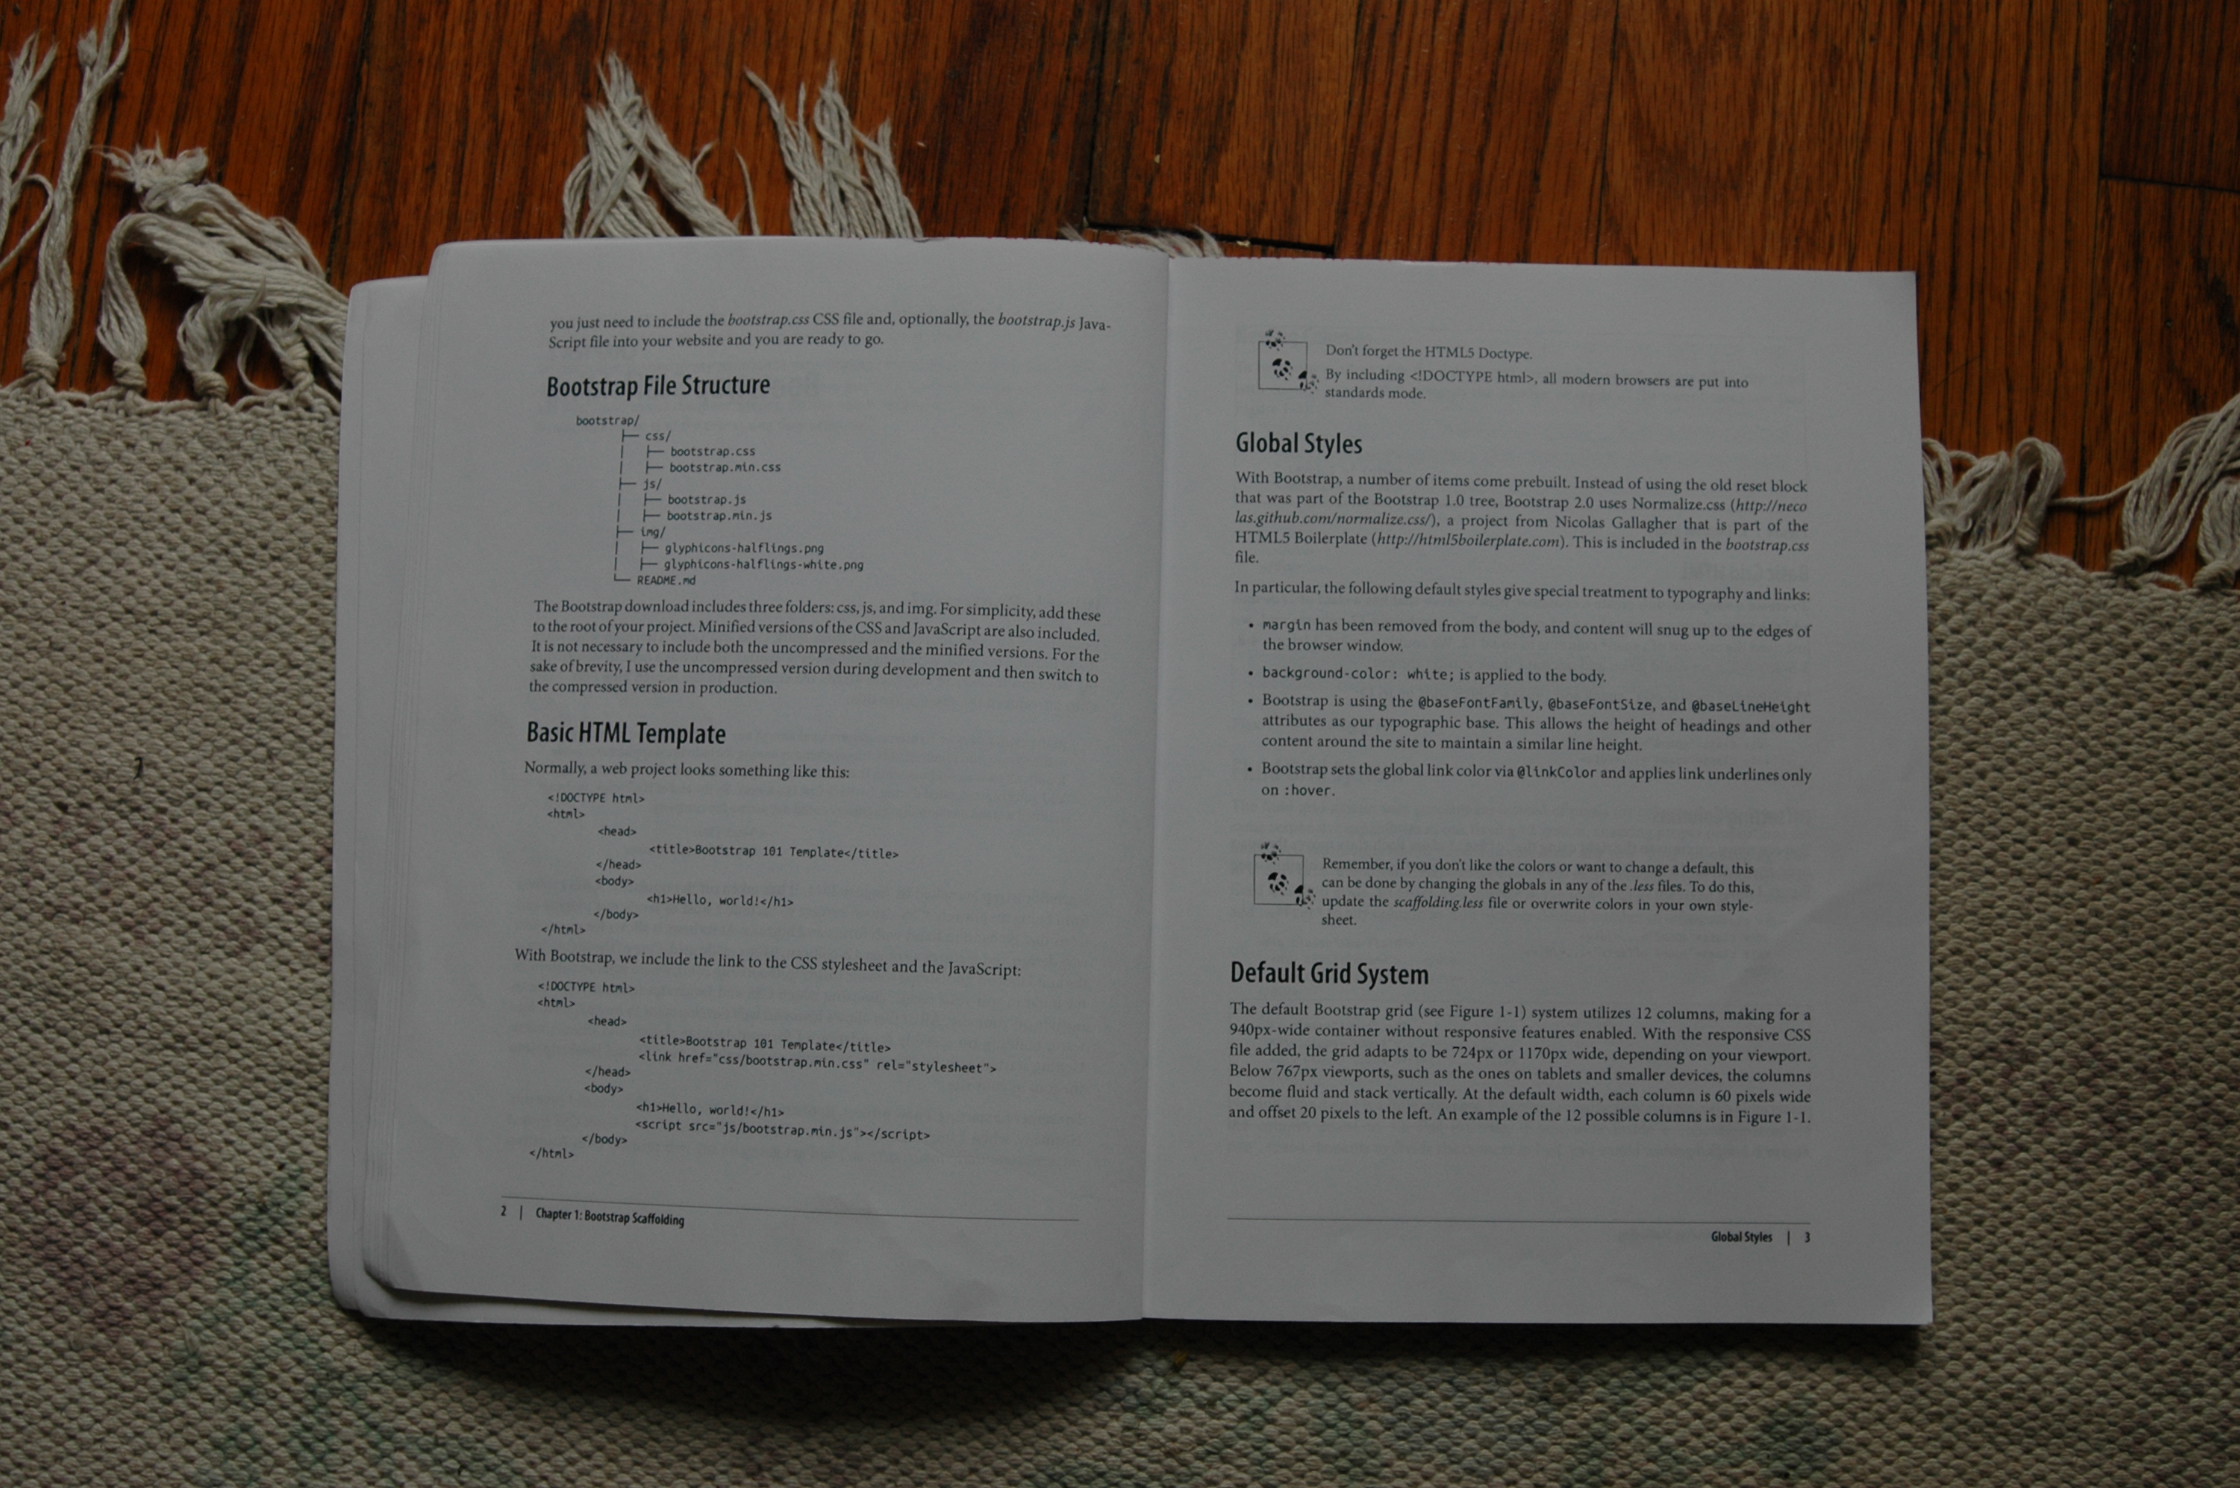 you just need to include the bootstrap.css CSS file and, optionally, the bootstrap.js Java-
Script file into your website and you are ready to go.
Bootstrap File Structure
bootstrap/
├─ css/
│ ├─ bootstrap.css
│ ├─ bootstrap.min.css
├─ js/
│ ├─ bootstrap.js
│ ├─ bootstrap.min.js
├─ img/
│ ├─ glyphicons-halflings.png
│ ├─ glyphicons-halflings-white.png
└─ README.md
The Bootstrap download includes three folders: css, js, and img. For simplicity, add these
to the root of your project. Minified versions of the CSS and JavaScript are also included.
It is not necessary to include both the uncompressed and the minified versions. For the
sake of brevity, I use the uncompressed version during development and then switch to
the compressed version in production.
Basic HTML Template
Normally, a web project looks something like this:
<!DOCTYPE html>
<html>
<head>
<title>Bootstrap 101 Template</title>
</head>
<body>
<h1>Hello, world!</h1>
</body>
</html>
With Bootstrap, we include the link to the CSS stylesheet and the JavaScript:
<!DOCTYPE html>
<html>
<head>
<title>Bootstrap 101 Template</title>
<link href="css/bootstrap.min.css" rel="stylesheet">
</head>
<body>
<h1>Hello, world!</h1>
<script src="js/bootstrap.min.js"></script>
</body>
</html>
2 | Chapter 1: Bootstrap Scaffolding
Don't forget the HTML5 Doctype.
By including <!DOCTYPE html>, all modern browsers are put into
standards mode.
Global Styles
With Bootstrap, a number of items come prebuilt. Instead of using the old reset block
that was part of the Bootstrap 1.0 tree, Bootstrap 2.0 uses Normalize.css (http://neco
las.github.com/normalize.css/), a project from Nicolas Gallagher that is part of the
HTML5 Boilerplate (http://html5boilerplate.com). This is included in the bootstrap.css
file.
In particular, the following default styles give special treatment to typography and links:
• margin has been removed from the body, and content will snug up to the edges of
the browser window.
• background-color: white; is applied to the body.
• Bootstrap is using the @baseFontFamily, @baseFontSize, and @baseLineHeight
attributes as our typographic base. This allows the height of headings and other
content around the site to maintain a similar line height.
• Bootstrap sets the global link color via @linkColor and applies link underlines only
on :hover.
Remember, if you don't like the colors or want to change a default, this
can be done by changing the globals in any of the .less files. To do this,
update the scaffolding.less file or overwrite colors in your own style-
sheet.
Default Grid System
The default Bootstrap grid (see Figure 1-1) system utilizes 12 columns, making for a
940px-wide container without responsive features enabled. With the responsive CSS
file added, the grid adapts to be 724px or 1170px wide, depending on your viewport.
Below 767px viewports, such as the ones on tablets and smaller devices, the columns
become fluid and stack vertically. At the default width, each column is 60 pixels wide
and offset 20 pixels to the left. An example of the 12 possible columns is in Figure 1-1.
Global Styles | 3